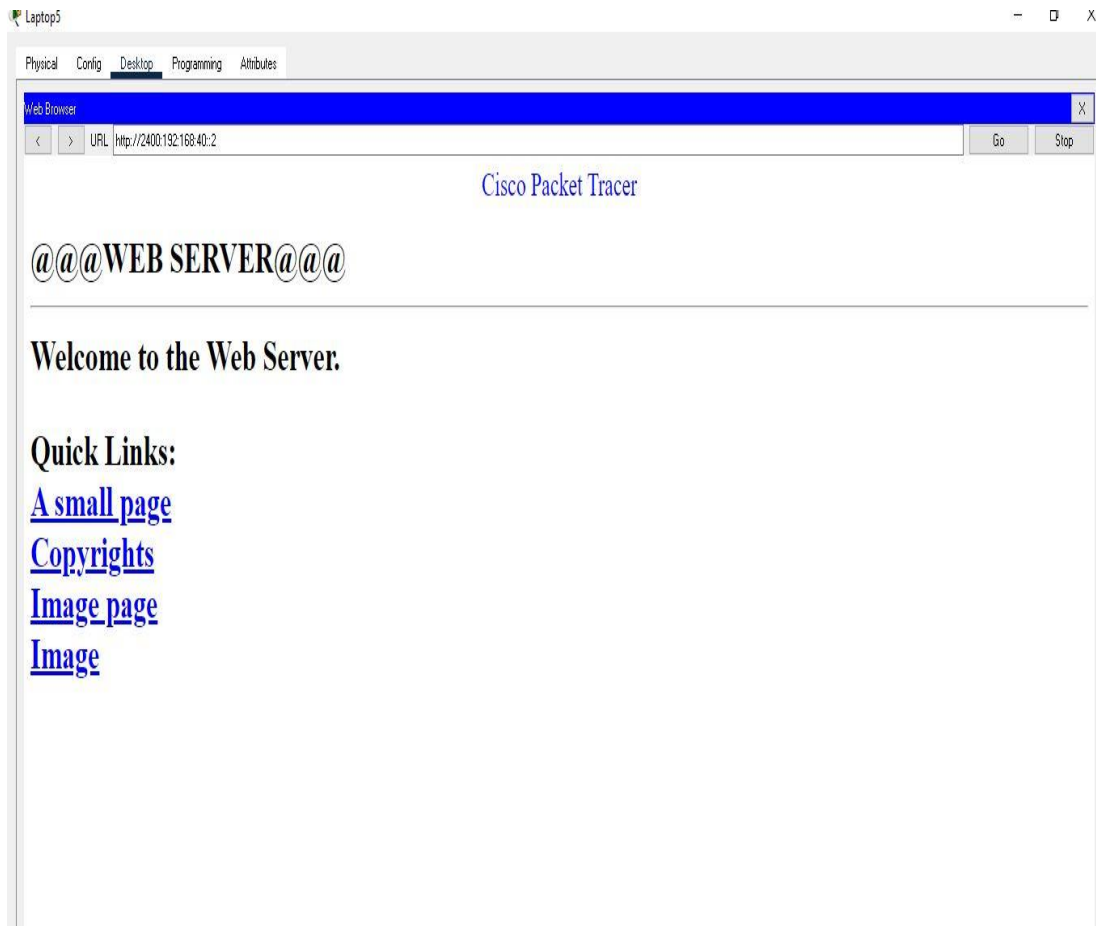 Laptop5
Physical Config Desktop Programming Attributes
Web Browser
X
< > URL http://2400:192:168:40::2 Go Stop
Cisco Packet Tracer
@@@WEB SERVER@@@
Welcome to the Web Server.
Quick Links:
A small page
Copyrights
Image page
Image